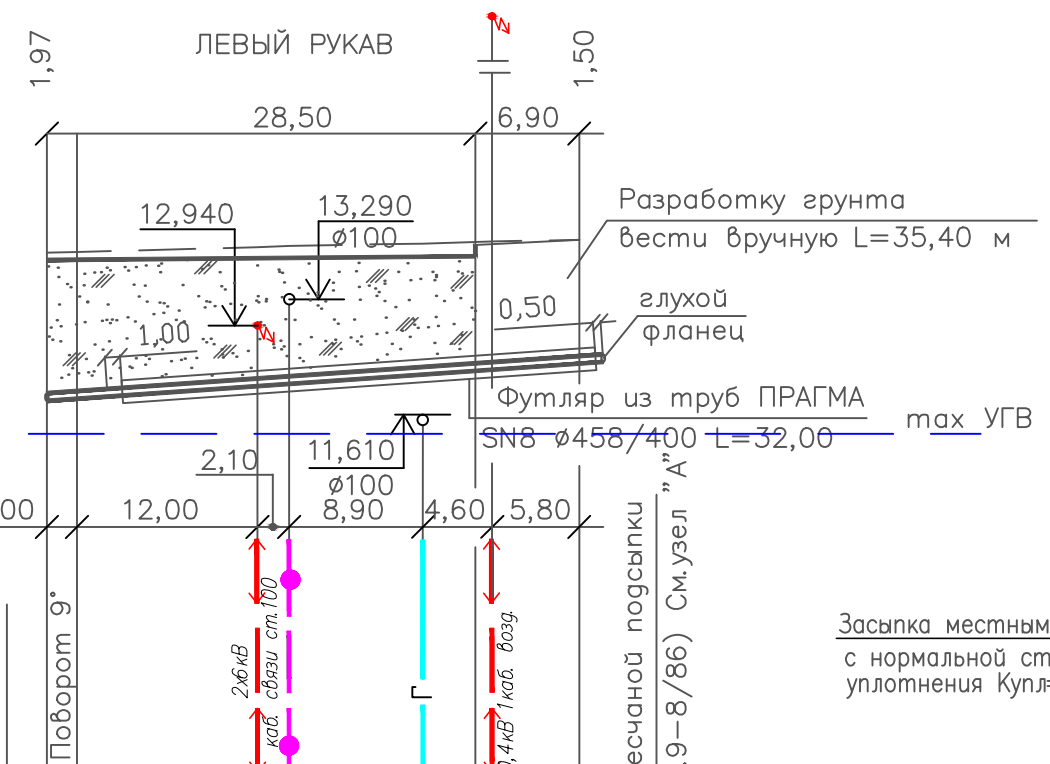 ЛЕВЫЙ РУКАВ
1,97
1,50
28,50
6,90
12,940
13,290
ø100
Разработку грунта
вести вручную L=35,40 м
0,50
глухой
фланец
1,00
Футляр из труб ПРАГМА
SN8 ø458/400 L=32,00
max УГВ
11,610
ø100
2,10
00
12,00
8,90
4,60
5,80
Поворот 9°
2х6кВ
каб. связи ст.100
Г
0,4кВ 1каб. возд.
есчаной подсыпки
.9-8/86) См.узел "А"
Засыпка местным
с нормальной ст
уплотнения Купл=